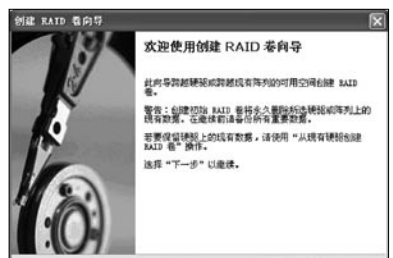 创建 RAID 卷向导
欢迎使用创建 RAID 卷向导
此向导跨越硬驱或跨越现有阵列的可用空间创建 RAID
卷。
警告：创建初始 RAID 卷将永久删除所选硬驱或阵列上的
现有数据。在继续前请备份所有重要数据。
若要保留硬驱上的现有数据，请使用“从现有硬驱创建
RAID 卷”操作。
选择“下一步”以继续。